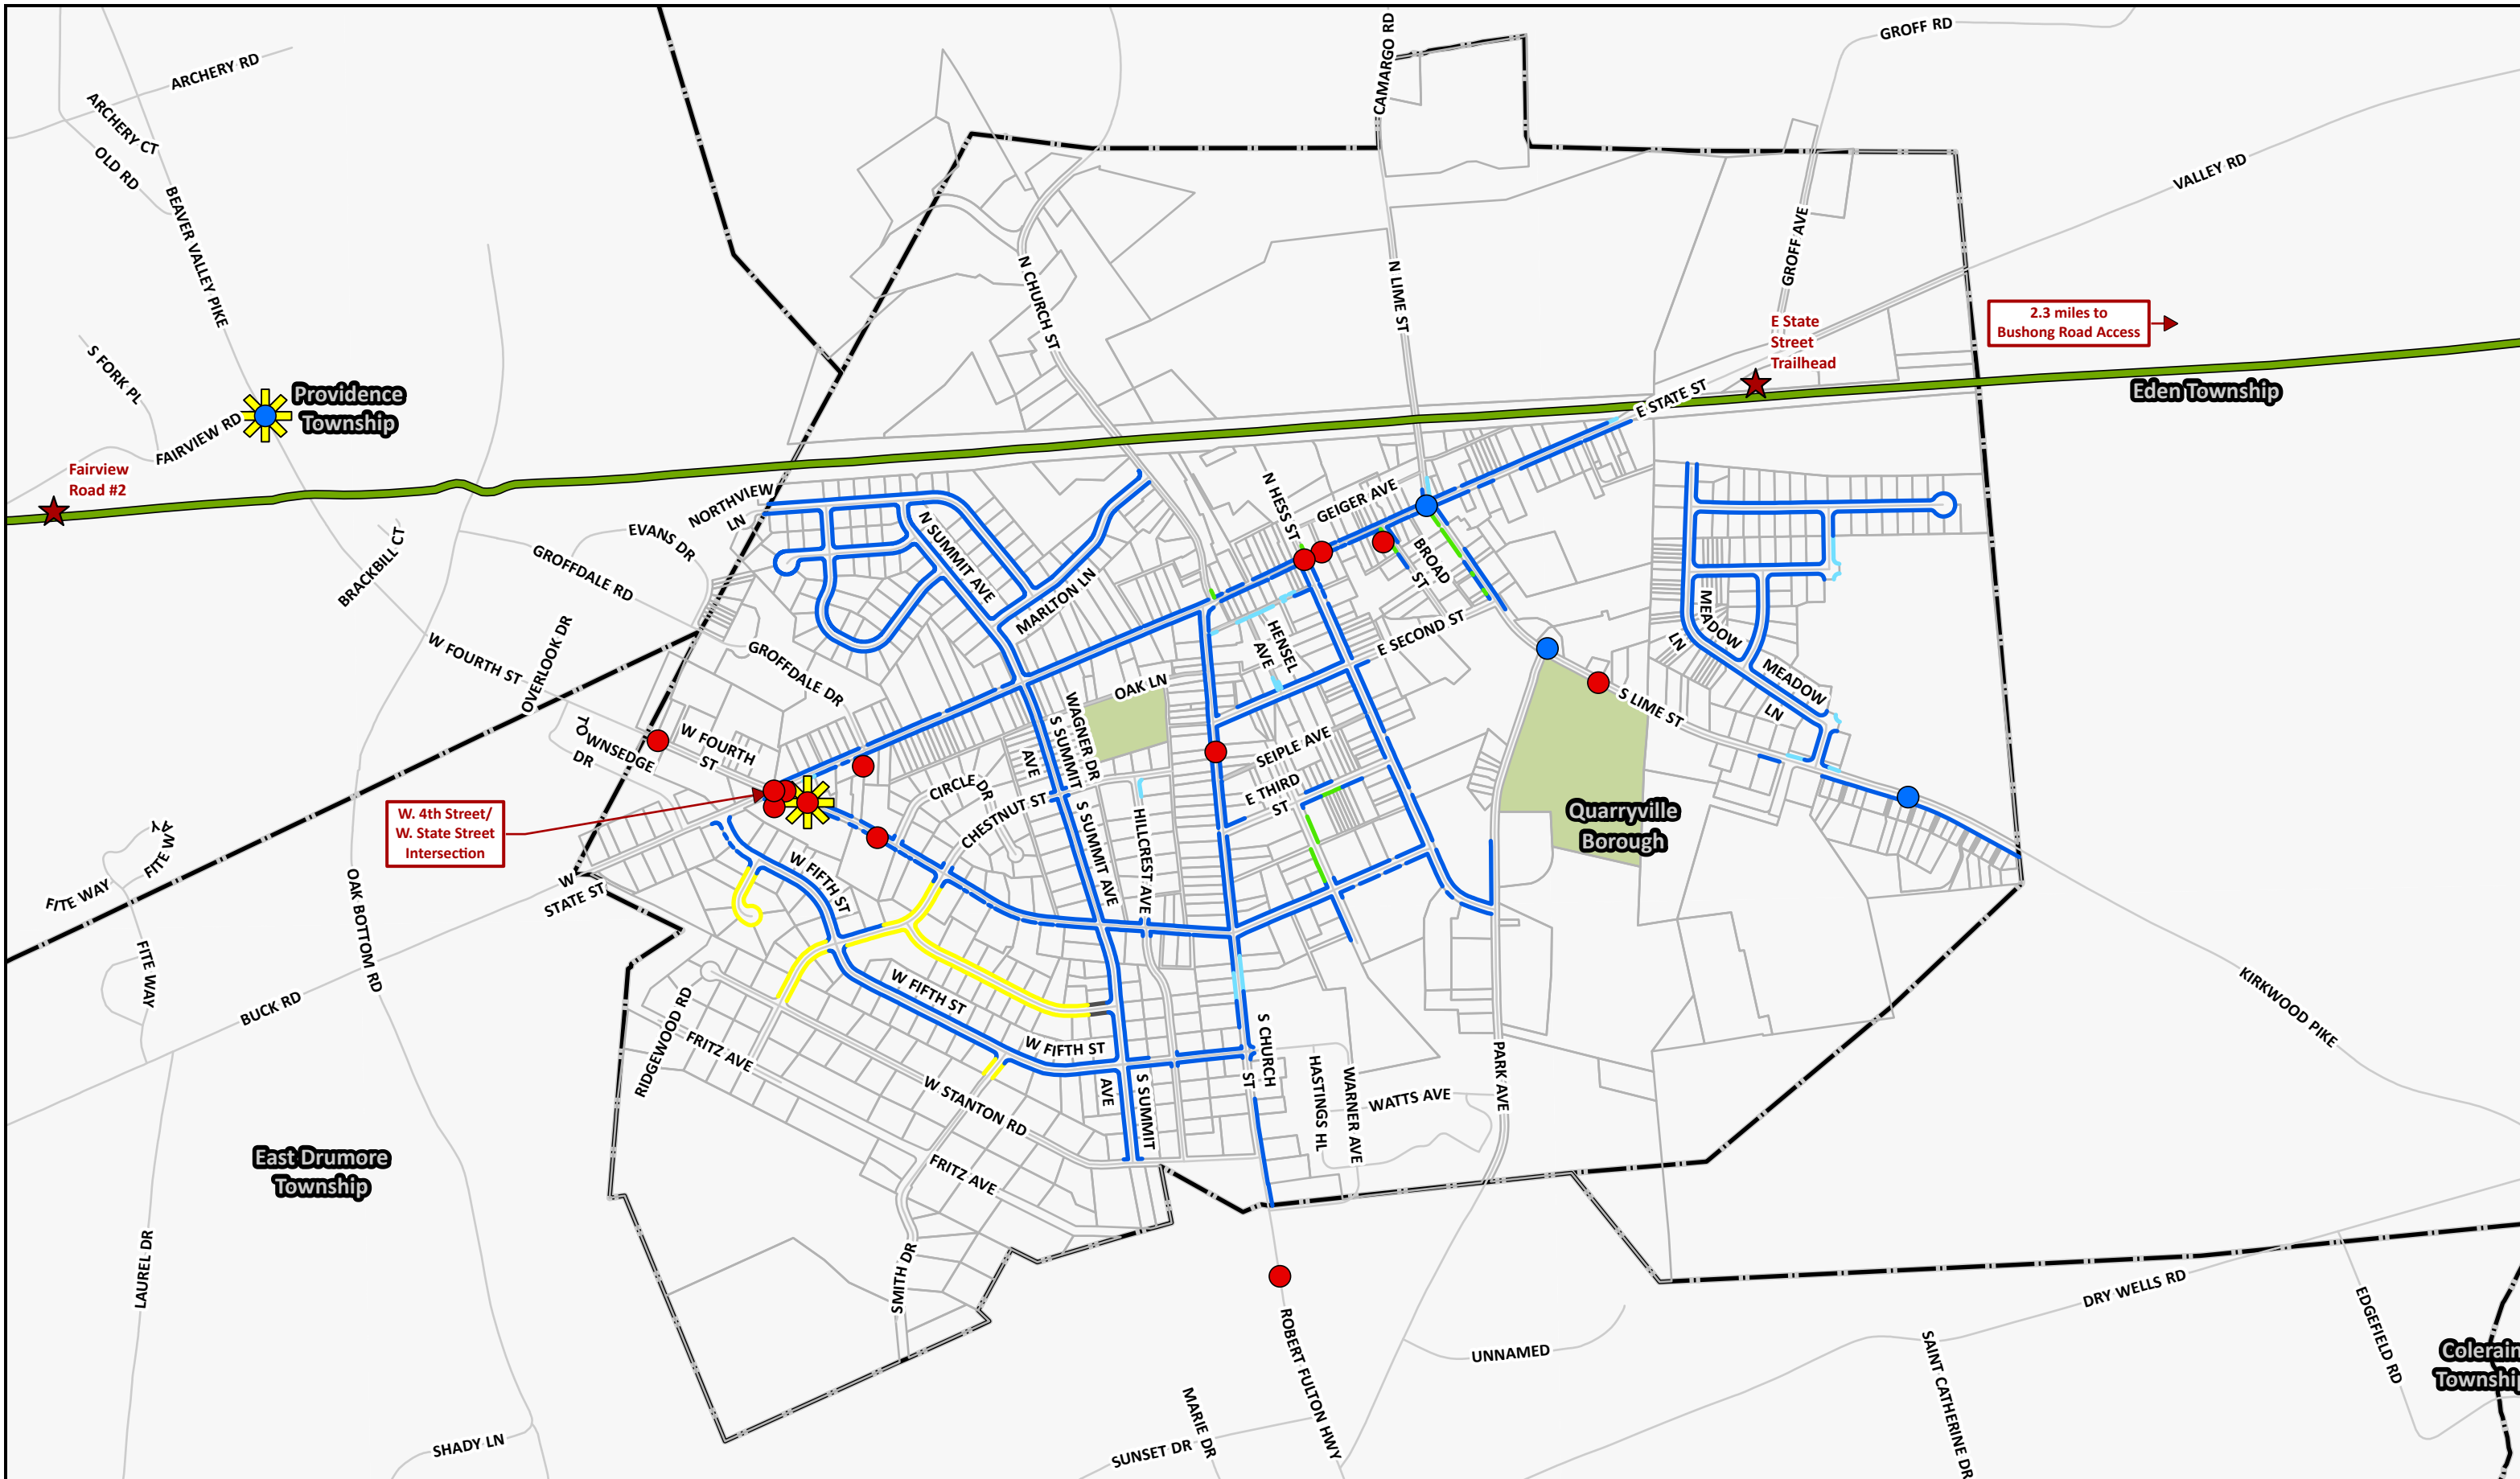 GROFF RD
CAMARGO RD
ARCHERY RD
ARCHERY CT
OLD RD
VALLEY RD
BEAVER VALLEY PIKE
GROFF AVE
N CHURCH ST
N LIME ST
2.3 miles to
Bushong Road Access
E State
Street
Trailhead
S FORK PL
Providence
Township
E STATE ST
Eden Township
FAIRVIEW RD
Fairview
Road #2
NORTHVIEW
LN
N HESS ST
GEIGER AVE
EVANS DR
N SUMMIT AVE
BRACKBILL CT
GROFFDALE RD
BROAD
ST
MARLTON LN
MEADOW
LN
OVERLOOK DR
W FOURTH ST
GROFFDALE DR
HENSEL
AVE
E SECOND ST
OAK LN
MEADOW
LN
S LIME ST
WAGNER DR
S SUMMIT
AVE
TOWNSEDGE
DR
W FOURTH
ST
SEIPLE AVE
CIRCLE DR
E THIRD
ST
CHESTNUT ST
W. 4th Street/
W. State Street
Intersection
Quarryville
Borough
HILLCREST AVE
S SUMMIT AVE
FITE WAY
FITE WAY
W FIFTH ST
W
STATE ST
OAK BOTTOM RD
FITE WAY
BUCK RD
W FIFTH ST
KIRKWOOD PIKE
RIDGEWOOD RD
FRITZ AVE
W FIFTH ST
S CHURCH
ST
HASTINGS HL
WARNER AVE
PARK AVE
WATTS AVE
S SUMMIT
AVE
W STANTON RD
East Drumore
Township
FRITZ AVE
LAUREL DR
SMITH DR
DRY WELLS RD
EDGEFIELD RD
ROBERT FULTON HWY
UNNAMED
SAINT CATHERINE DR
Colerain
Township
MARIE DR
SUNSET DR
SHADY LN